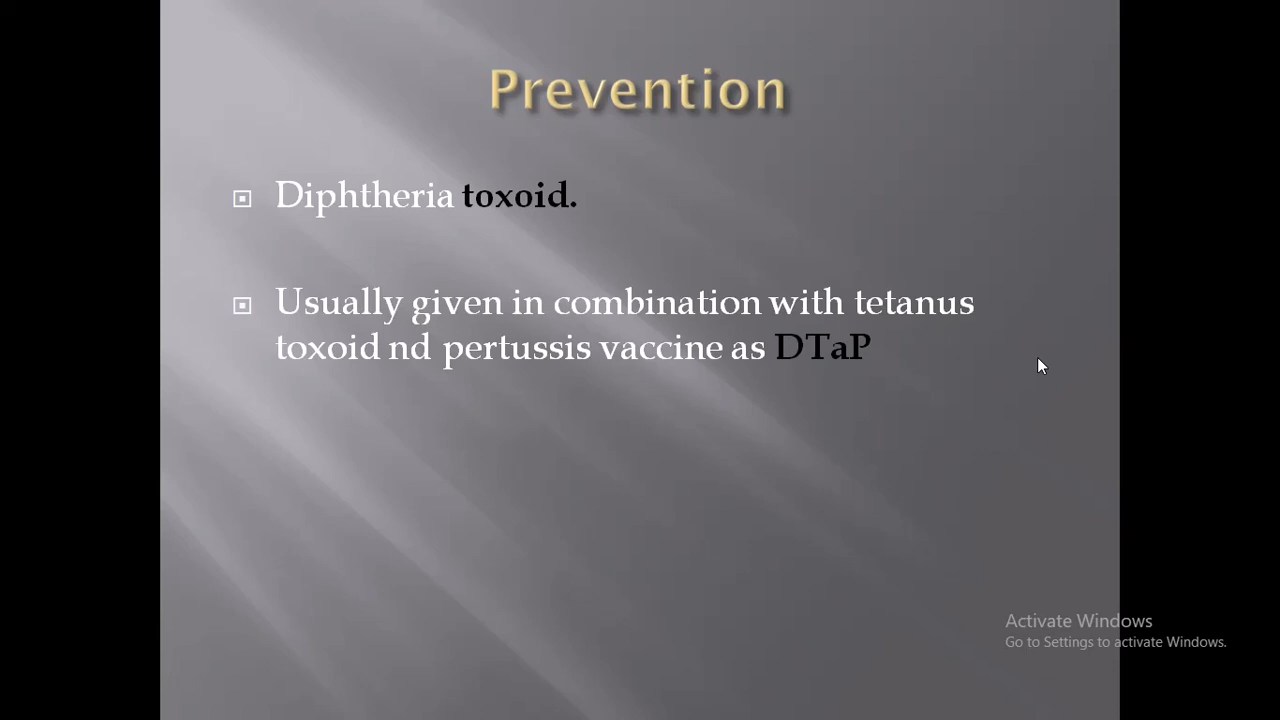 Prevention
Diphtheria toxoid.
Usually given in combination with tetanus
toxoid nd pertussis vaccine as DTaP
Activate Windows
Go to Settings to activate Windows.